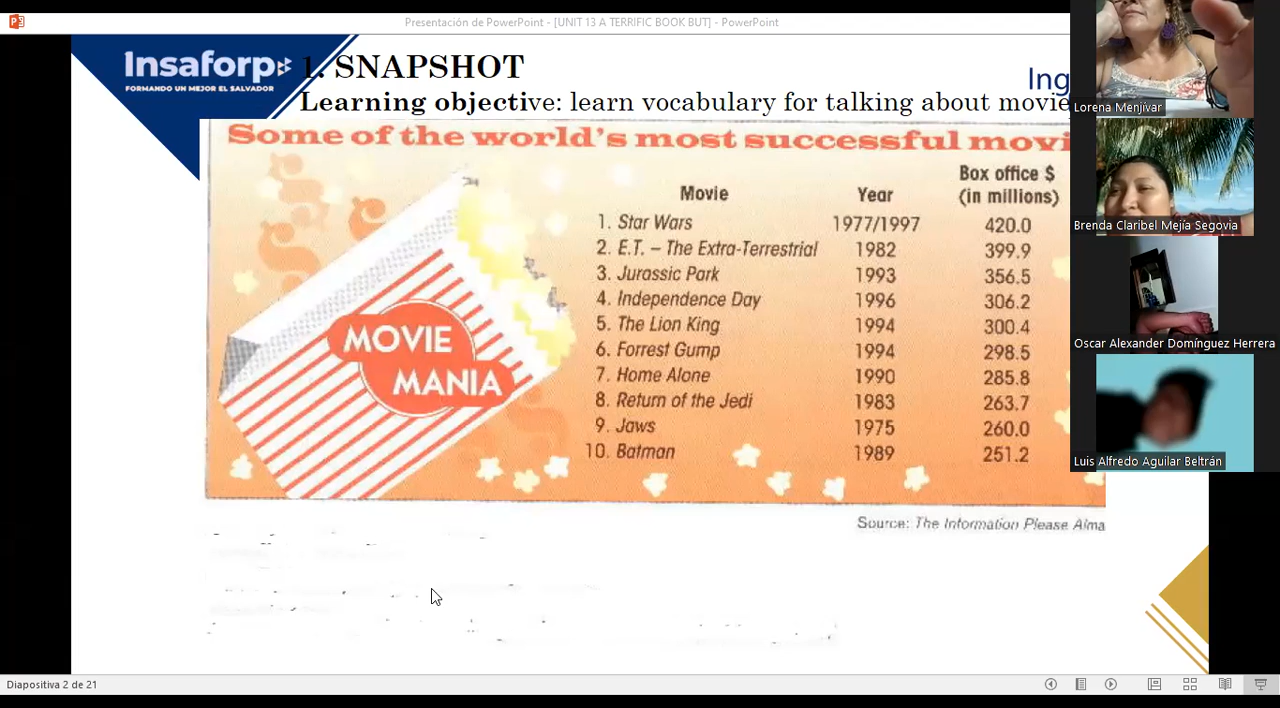 Presentación de PowerPoint - [UNIT 13 A TERRIFIC BOOK BUT] - PowerPoint
Insaforp
FORMANDO UN MEJOR EL SALVADOR
1. SNAPSHOT
Ing
Learning objective: learn vocabulary for talking about movie
Some of the world's most successful movi
Movie Year Box office $ (in millions)
1. Star Wars 1977/1997 420.0
2. E.T. – The Extra-Terrestrial 1982 399.9
3. Jurassic Park 1993 356.5
4. Independence Day 1996 306.2
5. The Lion King 1994 300.4
6. Forrest Gump 1994 298.5
7. Home Alone 1990 285.8
8. Return of the Jedi 1983 263.7
9. Jaws 1975 260.0
10. Batman 1989 251.2
MOVIE
MANIA
Source: The Information Please Alma
Lorena Menjívar
Brenda Claribel Mejía Segovia
Oscar Alexander Domínguez Herrera
Luis Alfredo Aguilar Beltrán
Diapositiva 2 de 21